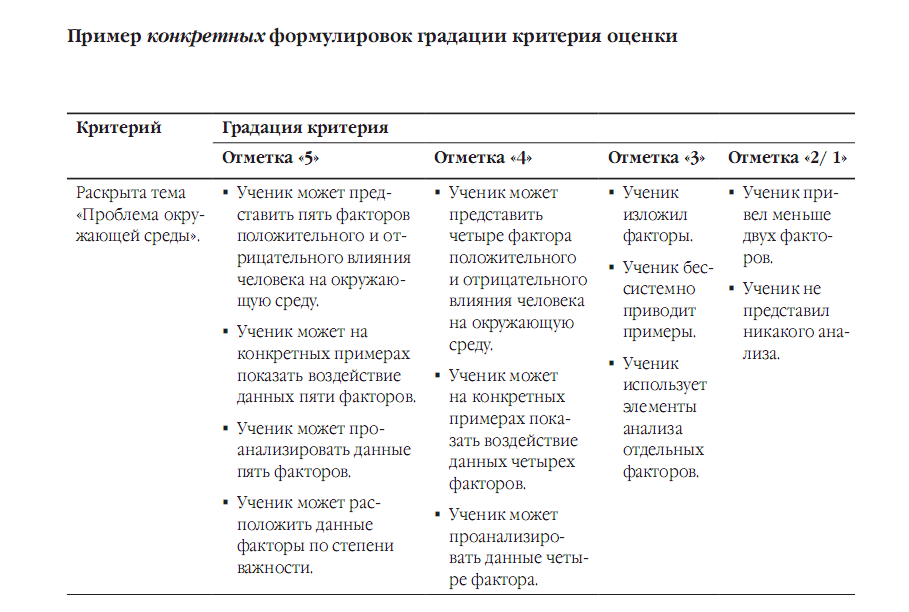 Пример конкретных формулировок градации критерия оценки
Критерий
Градация критерия
Отметка «5»
Отметка «4»
Отметка «3»
Отметка «2/ 1»
Раскрыта тема
«Проблема окру-
жающей среды».
▪ Ученик может пред-
ставить пять факторов
положительного и от-
рицательного влияния
человека на окружаю-
щую среду.
▪ Ученик может на
конкретных примерах
показать воздействие
данных пяти факторов.
▪ Ученик может про-
анализировать данные
пять факторов.
▪ Ученик может рас-
положить данные
факторы по степени
важности.
▪ Ученик может
представить
четыре фактора
положительного
и отрицательного
влияния человека
на окружающую
среду.
▪ Ученик может
на конкретных
примерах пока-
зать воздействие
данных четырех
факторов.
▪ Ученик может
проанализиро-
вать данные четы-
ре фактора.
▪ Ученик
изложил
факторы.
▪ Ученик бес-
системно
приводит
примеры.
▪ Ученик
использует
элементы
анализа
отдельных
факторов.
▪ Ученик при-
вел меньше
двух факто-
ров.
▪ Ученик не
представил
никакого ана-
лиза.